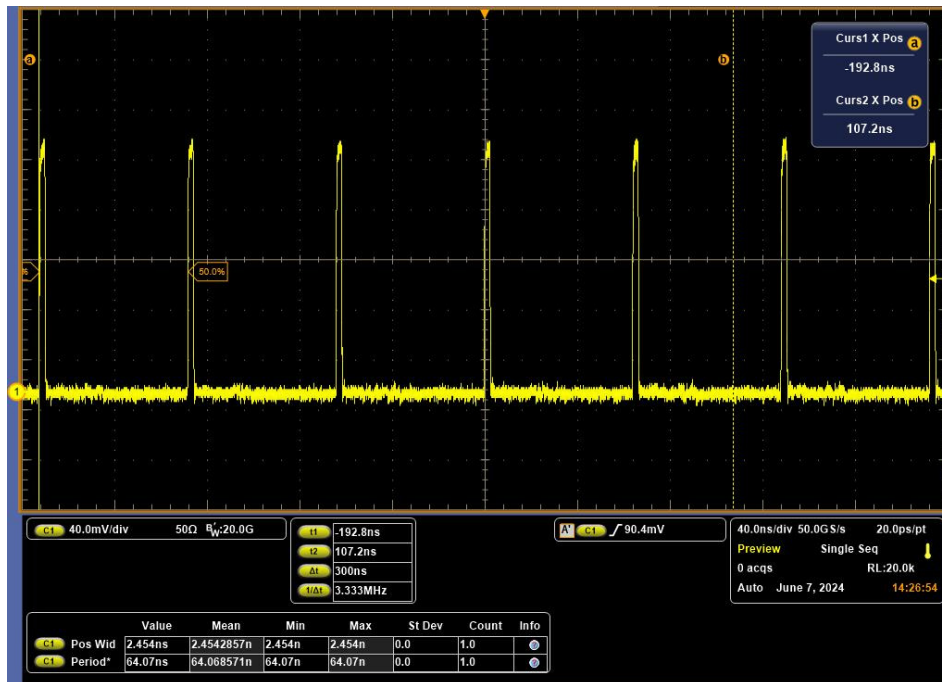 Curs1 X Pos a
-192.8ns
Curs2 X Pos b
107.2ns
a
b
%
50.0%
1
C1 40.0mV/div 50Ω BW:20.0G
t1 -192.8ns
t2 107.2ns
Δt 300ns
1/Δt 3.333MHz
A' C1 90.4mV
40.0ns/div 50.0GS/s 20.0ps/pt
Preview Single Seq
0 acqs RL:20.0k
Auto June 7, 2024 14:26:54
Value Mean Min Max St Dev Count Info
C1 Pos Wid 2.454ns 2.4542857n 2.454n 2.454n 0.0 1.0
C1 Period* 64.07ns 64.068571n 64.07n 64.07n 0.0 1.0